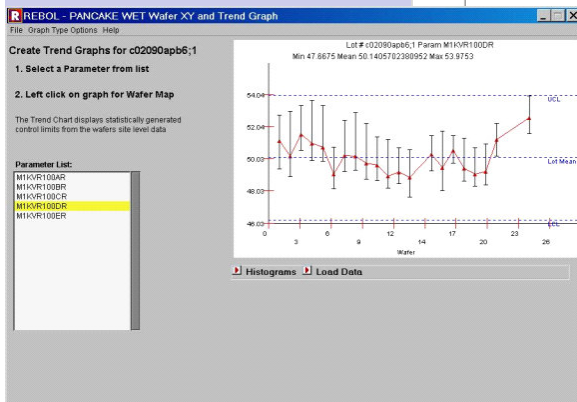 REBOL - PANCAKE WET Wafer XY and Trend Graph
File Graph Type Options Help
Create Trend Graphs for c02090apb6;1
1. Select a Parameter from list
2. Left click on graph for Wafer Map
The Trend Chart displays statistically generated
control limits from the wafers site level data
Parameter List:
M1KVR100AR
M1KVR100BR
M1KVR100CR
M1KVR100DR
M1KVR100ER
Lot # c02090apb6;1 Param M1KVR100DR
Min 47.6675 Mean 50.1405702380952 Max 53.9753
54.04
UCL
52.04
50.03
Lot Mean
48.03
46.03
LCL
0 3 6 9 12 14 17 20 23 26
Wafer
Histograms Load Data